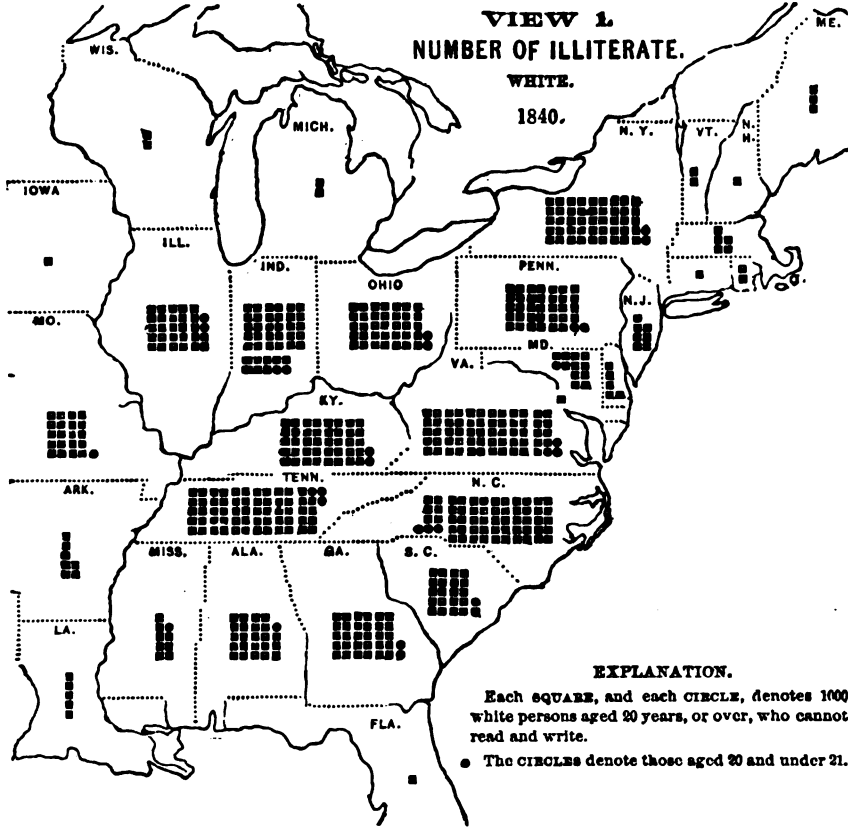 VIEW 1.
NUMBER OF ILLITERATE.
WHITE.
1840.
ME.
WIS.
MICH.
N. Y.
VT.
N. H.
IOWA
ILL.
IND.
OHIO
PENN.
N.J.
MO.
MD.
VA.
KY.
TENN.
N. C.
ARK.
MISS.
ALA.
GA.
S. C.
LA.
FLA.
EXPLANATION.
Each SQUARE, and each CIRCLE, denotes 1000
white persons aged 20 years, or over, who cannot
read and write.
The CIRCLES denote those aged 20 and under 21.